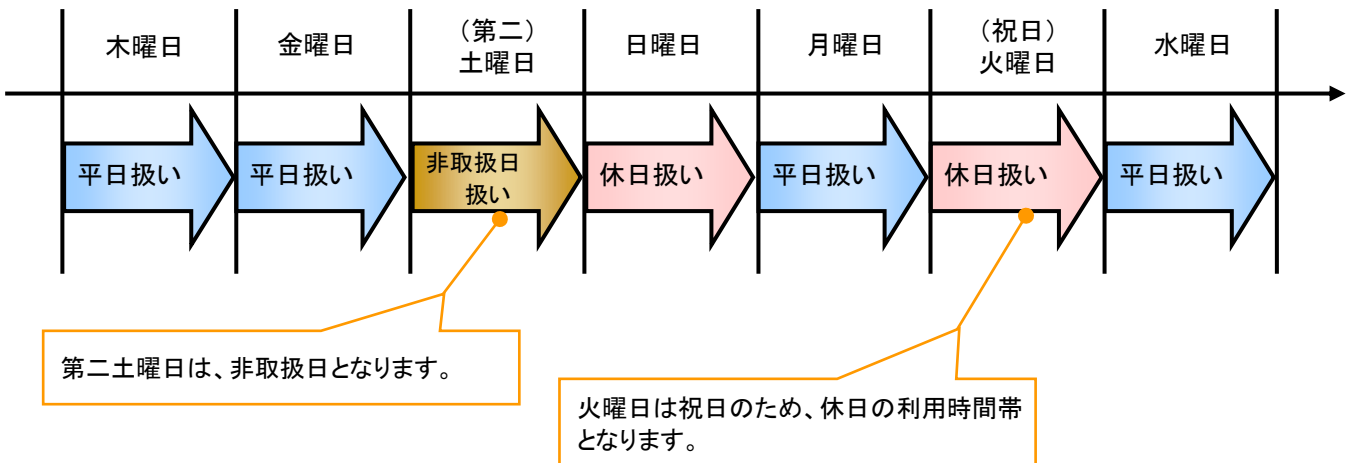 木曜日
金曜日
(第二)
土曜日
日曜日
月曜日
(祝日)
火曜日
水曜日
平日扱い
平日扱い
非取扱日
扱い
休日扱い
平日扱い
休日扱い
平日扱い
第二土曜日は、非取扱日となります。
火曜日は祝日のため、休日の利用時間帯
となります。